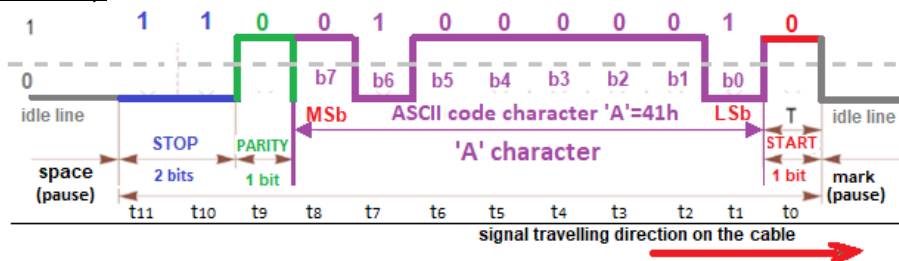 1 1 0 0 1 0 0 0 0 0 1 0
1
0
b7 b6 b5 b4 b3 b2 b1 b0
idle line MSb ASCII code character 'A'=41h LSb T idle line
STOP PARITY 'A' character START
space 2 bits 1 bit 1 bit mark
(pause) (pause)
t11 t10 t9 t8 t7 t6 t5 t4 t3 t2 t1 t0
signal travelling direction on the cable